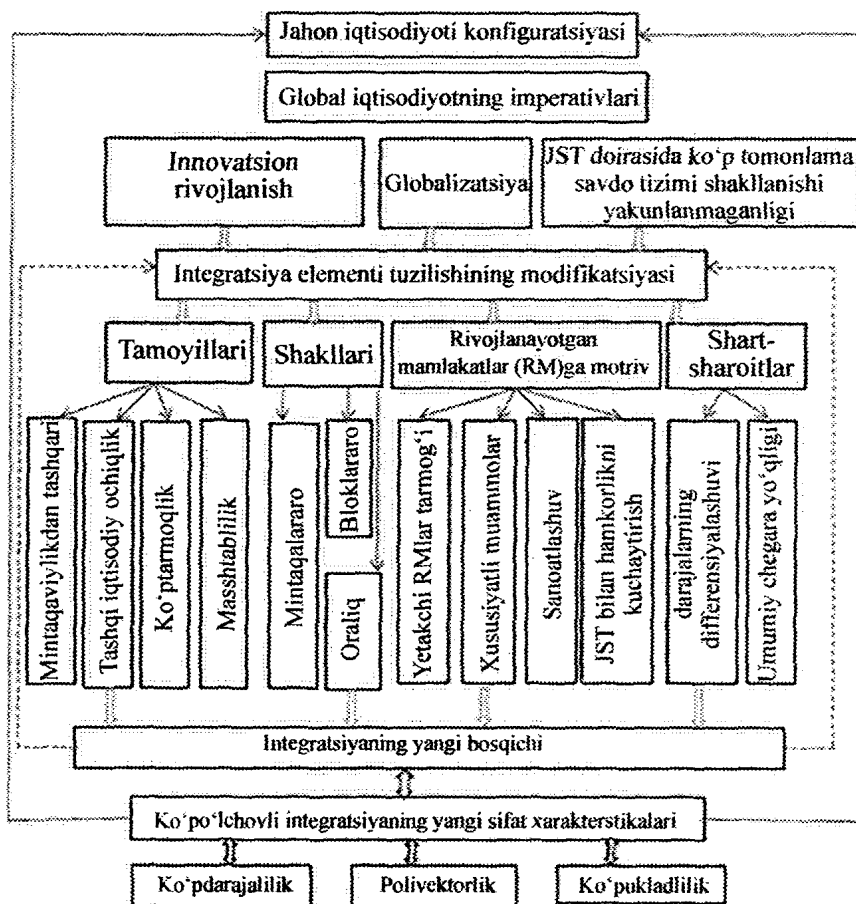 Jahon iqtisodiyoti konfiguratsiyasi
Global iqtisodiyotning imperativlari
Innovatsion
rivojlanish
Globalizatsiya
JST doirasida ko‘p tomonlama
savdo tizimi shakllanishi
yakunlanmaganligi
Integratsiya elementi tuzilishining modifikatsiyasi
Tamoyillari
Shakllari
Rivojlanayotgan
mamlakatlar (RM)ga motriv
Shart-
sharoitlar
Mintaqaviylikdan tashqari
Tashqi iqtisodiy ochiqlik
Ko‘ptarmoqlik
Masshtablilik
Mintaqalararo
Bloklararo
Oraliq
Yetakchi RMlar tarmog‘i
Xususiyatli muammolar
Sanoatlashuv
JST bilan hamkorlikni
kuchaytirish
darajalarning
differensiyalashuvi
Umumiy chegara yo‘qligi
Integratsiyaning yangi bosqichi
Ko‘po‘lchovli integratsiyaning yangi sifat xarakterstikalari
Ko‘pdarajalilik
Polivektorlik
Ko‘pukladlilik